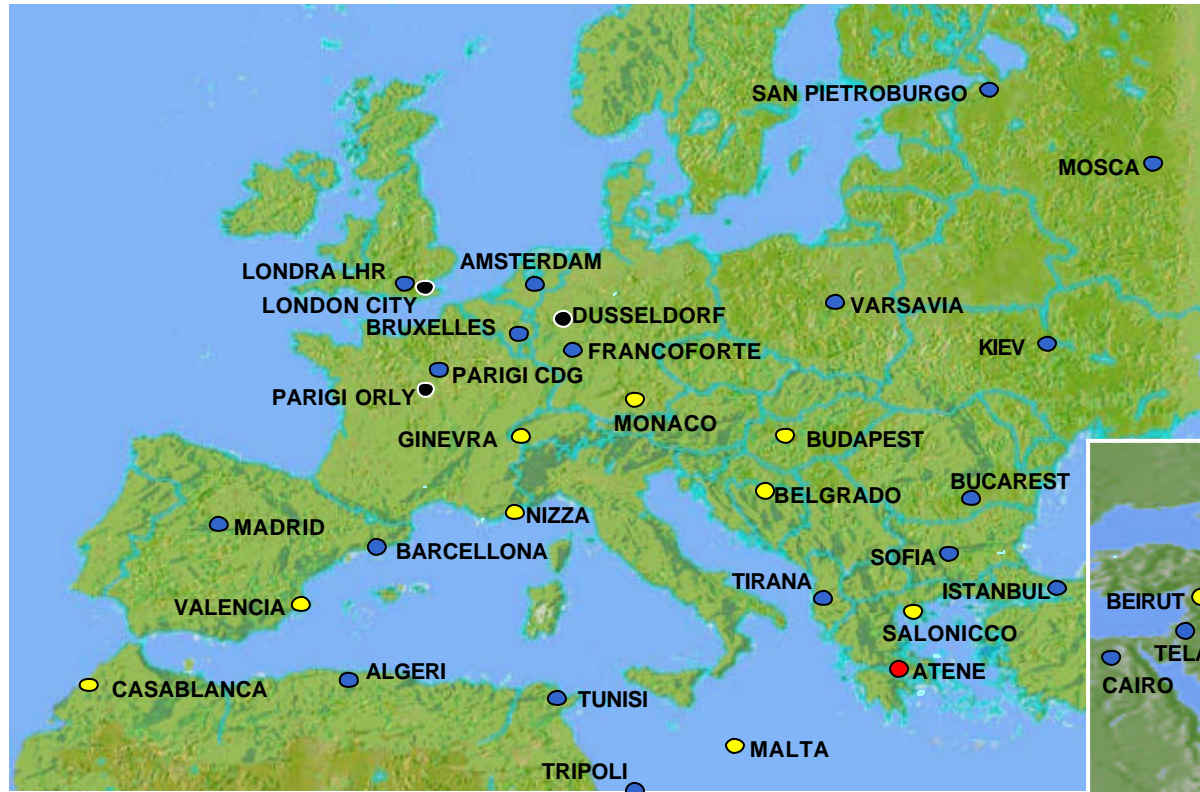 SAN PIETROBURGO
MOSCA
LONDRA LHR
AMSTERDAM
LONDON CITY
VARSAVIA
BRUXELLES
DUSSELDORF
KIEV
FRANCOFORTE
PARIGI CDG
PARIGI ORLY
MONACO
GINEVRA
BUDAPEST
BUCAREST
BELGRADO
NIZZA
MADRID
BARCELLONA
SOFIA
TIRANA
ISTANBUL
BEIRUT
VALENCIA
SALONICCO
TELA
ALGERI
ATENE
CASABLANCA
TUNISI
CAIRO
MALTA
TRIPOLI